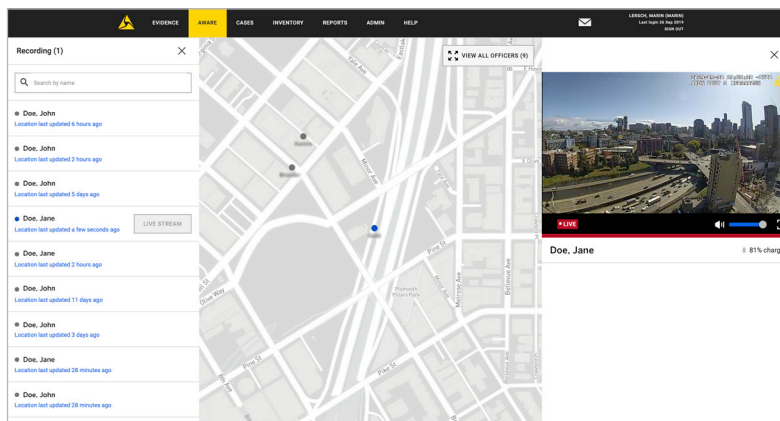 EVIDENCE
AWARE
CASES
INVENTORY
REPORTS
ADMIN
HELP
LERSCH, MARIN (MARIN)
Last login 26 Sep 2019
SIGN OUT
Recording (1)
Search by name
Doe, John
Location last updated 6 hours ago
Doe, John
Location last updated 2 hours ago
Doe, John
Location last updated 5 days ago
Doe, Jane
Location last updated a few seconds ago
LIVE STREAM
Doe, Jane
Location last updated 2 hours ago
Doe, John
Location last updated 11 days ago
Doe, John
Location last updated 3 days ago
Doe, Jane
Location last updated 28 minutes ago
Doe, John
Location last updated 28 minutes ago
VIEW ALL OFFICERS (9)
Yale Ave
Minor Ave
Pine St
Plymouth
Pillars Park
Melrose Ave
Bellevue Ave
Olive Way
Pine St
Pike St
8th Ave
9th Ave
LIVE
Doe, Jane
81% charg